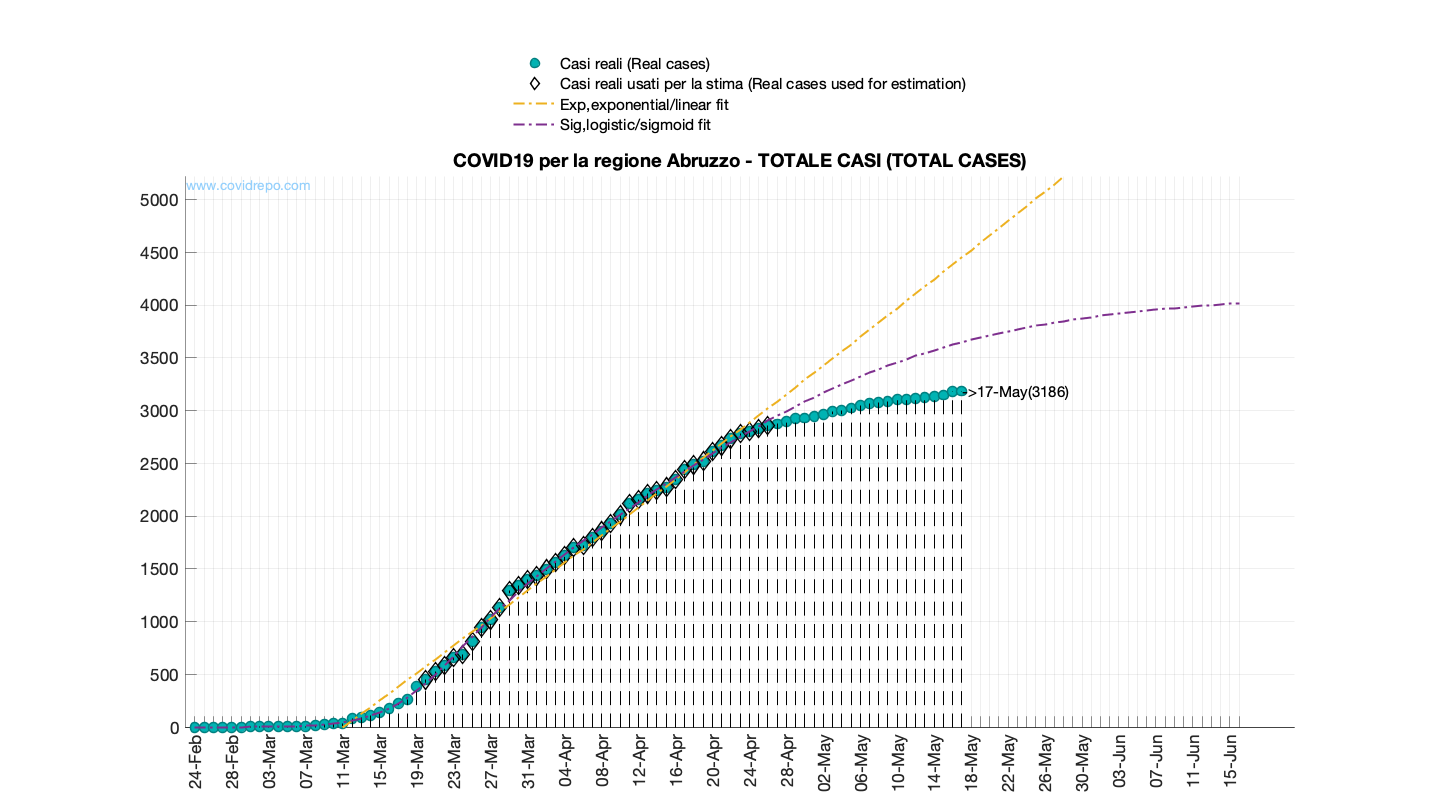 Casi reali (Real cases)
Casi reali usati per la stima (Real cases used for estimation)
Exp,exponential/linear fit
Sig,logistic/sigmoid fit
COVID19 per la regione Abruzzo - TOTALE CASI (TOTAL CASES)
www.covidrepo.com
5000
4500
4000
3500
3000
2500
2000
1500
1000
500
0
->17-May(3186)
24-Feb
28-Feb
03-Mar
07-Mar
11-Mar
15-Mar
19-Mar
23-Mar
27-Mar
31-Mar
04-Apr
08-Apr
12-Apr
16-Apr
20-Apr
24-Apr
28-Apr
02-May
06-May
10-May
14-May
18-May
22-May
26-May
30-May
03-Jun
07-Jun
11-Jun
15-Jun